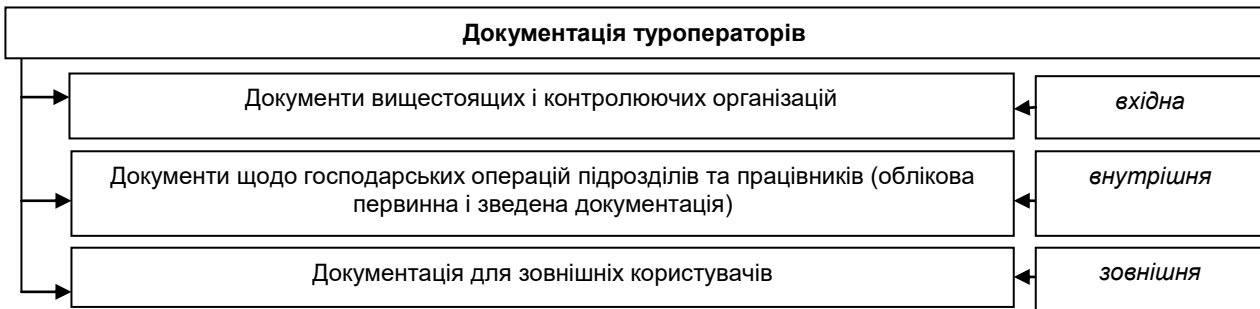 Документація туроператорів
Документи вищестоящих і контролюючих організацій
вхідна
Документи щодо господарських операцій підрозділів та працівників (облікова
первинна і зведена документація)
внутрішня
Документація для зовнішніх користувачів
зовнішня